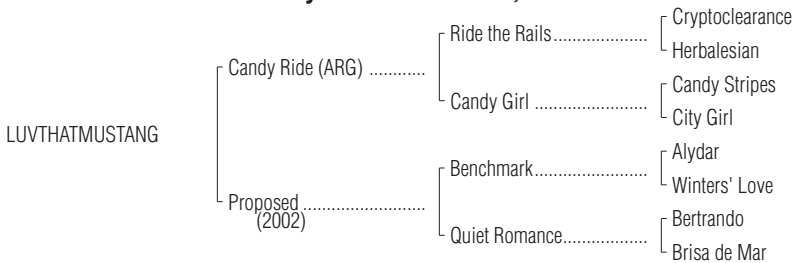 Cryptoclearance
Ride the Rails....................
Herbalesian
Candy Ride (ARG) ............
Candy Stripes
Candy Girl ........................
City Girl
LUVTHATMUSTANG
Alydar
Benchmark........................
Winters' Love
Proposed ..........................
(2002)
Bertrando
Quiet Romance..................
Brisa de Mar